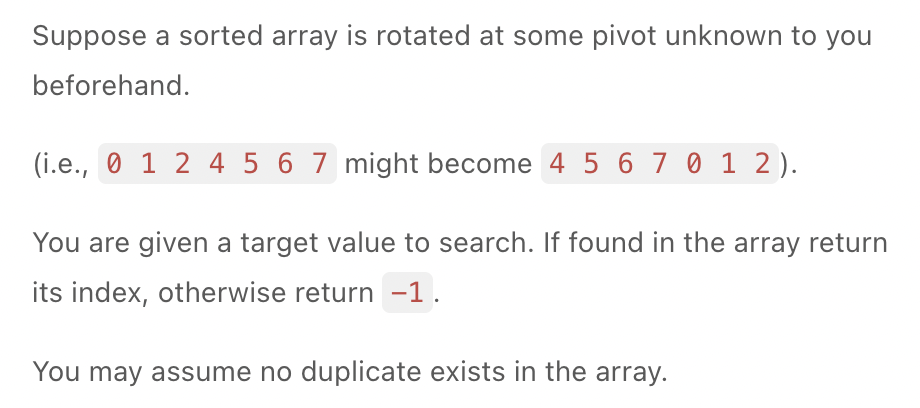 Suppose a sorted array is rotated at some pivot unknown to you
beforehand.
(i.e., 0 1 2 4 5 6 7 might become 4 5 6 7 0 1 2).
You are given a target value to search. If found in the array return
its index, otherwise return -1.
You may assume no duplicate exists in the array.